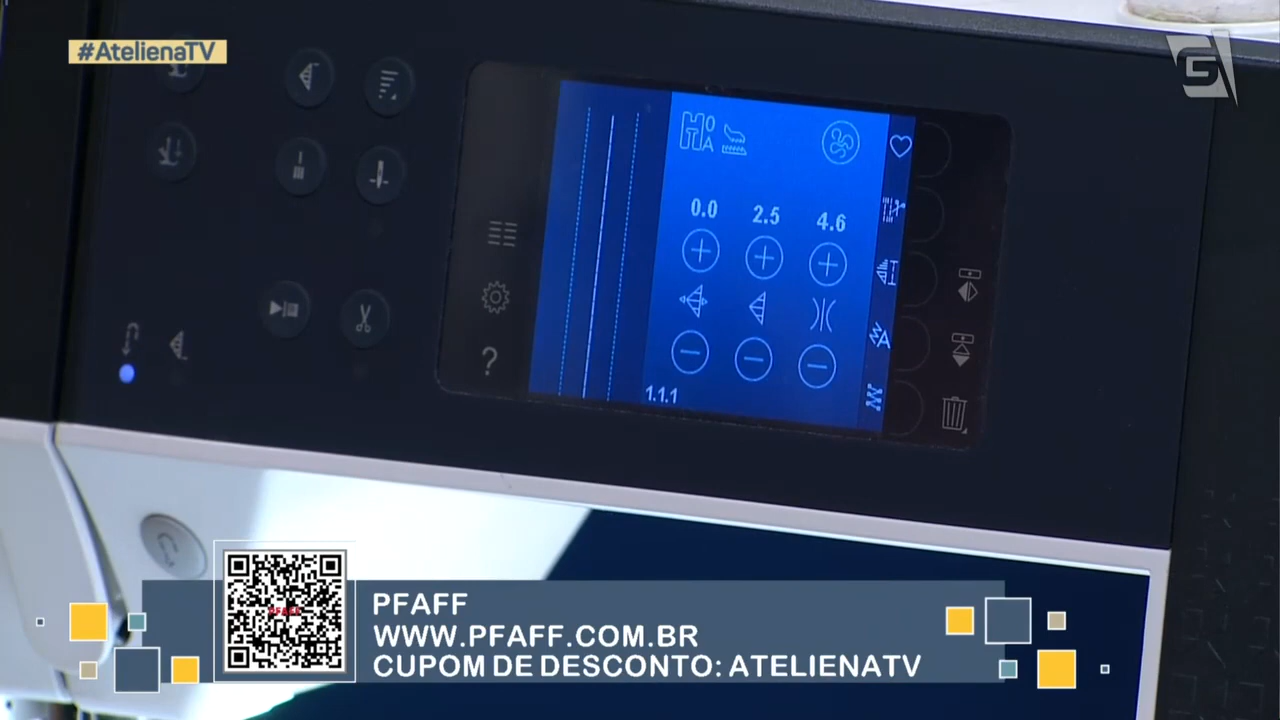 #AtelienaTV
0.0 2.5 4.6
1.1.1
?
PFAFF
PFAFF
WWW.PFAFF.COM.BR
CUPOM DE DESCONTO: ATELIENATV